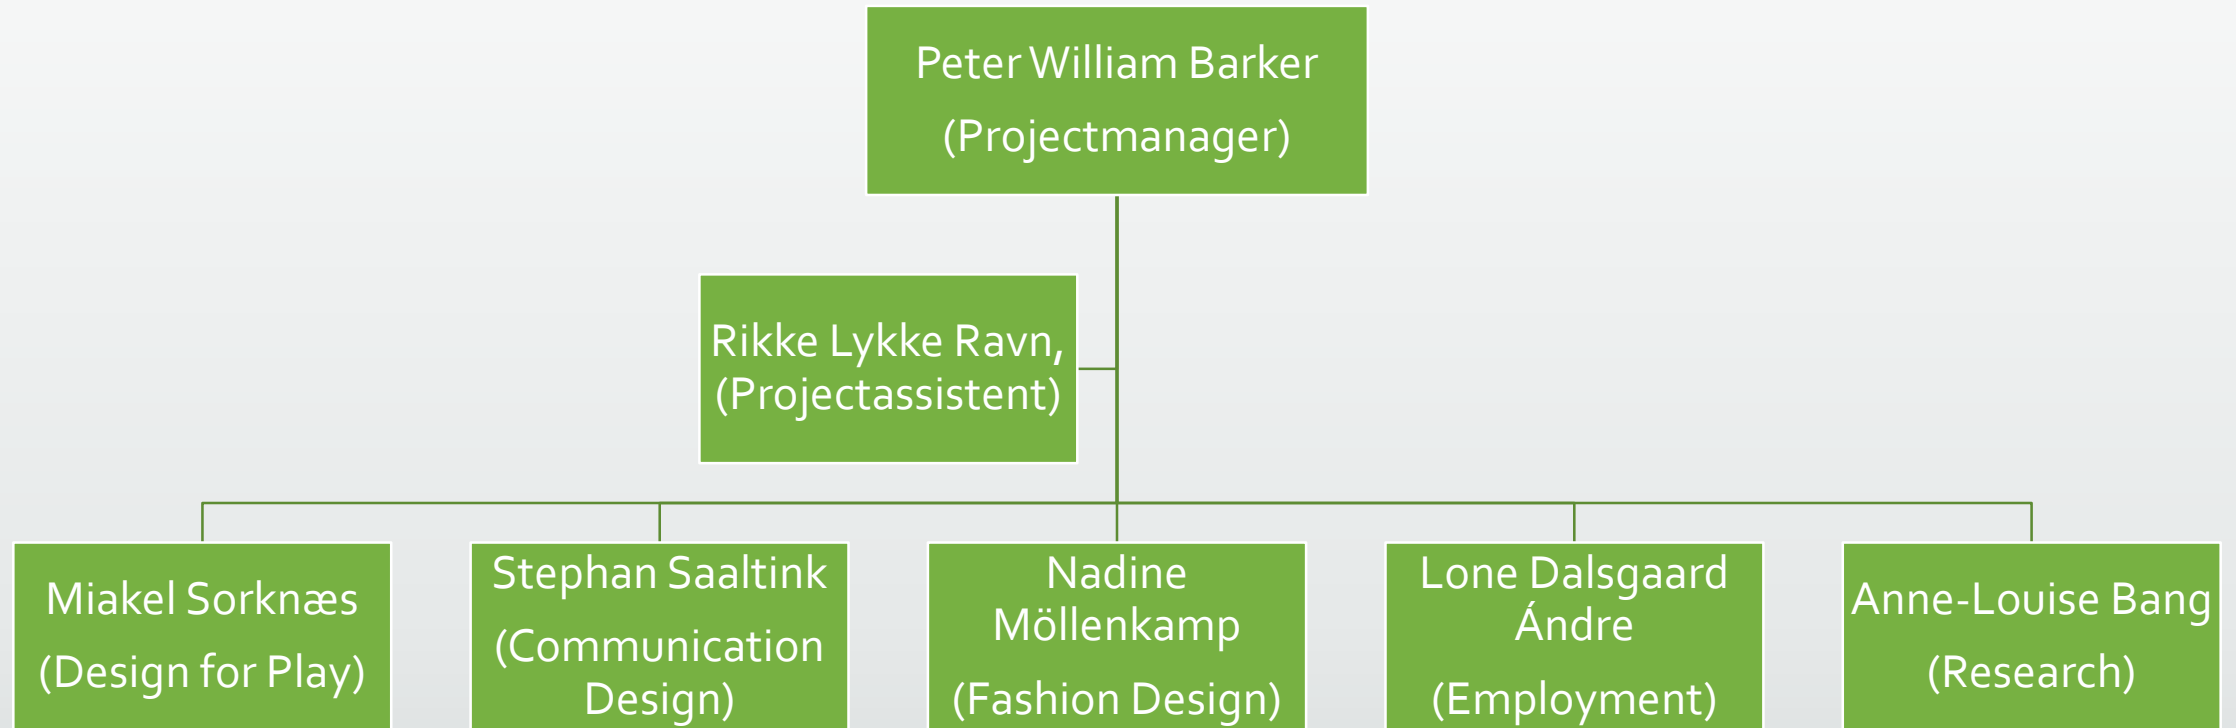 Peter William Barker
(Projectmanager)
Rikke Lykke Ravn,
(Projectassistent)
Miakel Sorknæs
(Design for Play)
Stephan Saaltink
(Communication
Design)
Nadine
Möllenkamp
(Fashion Design)
Lone Dalsgaard
Ándre
(Employment)
Anne-Louise Bang
(Research)